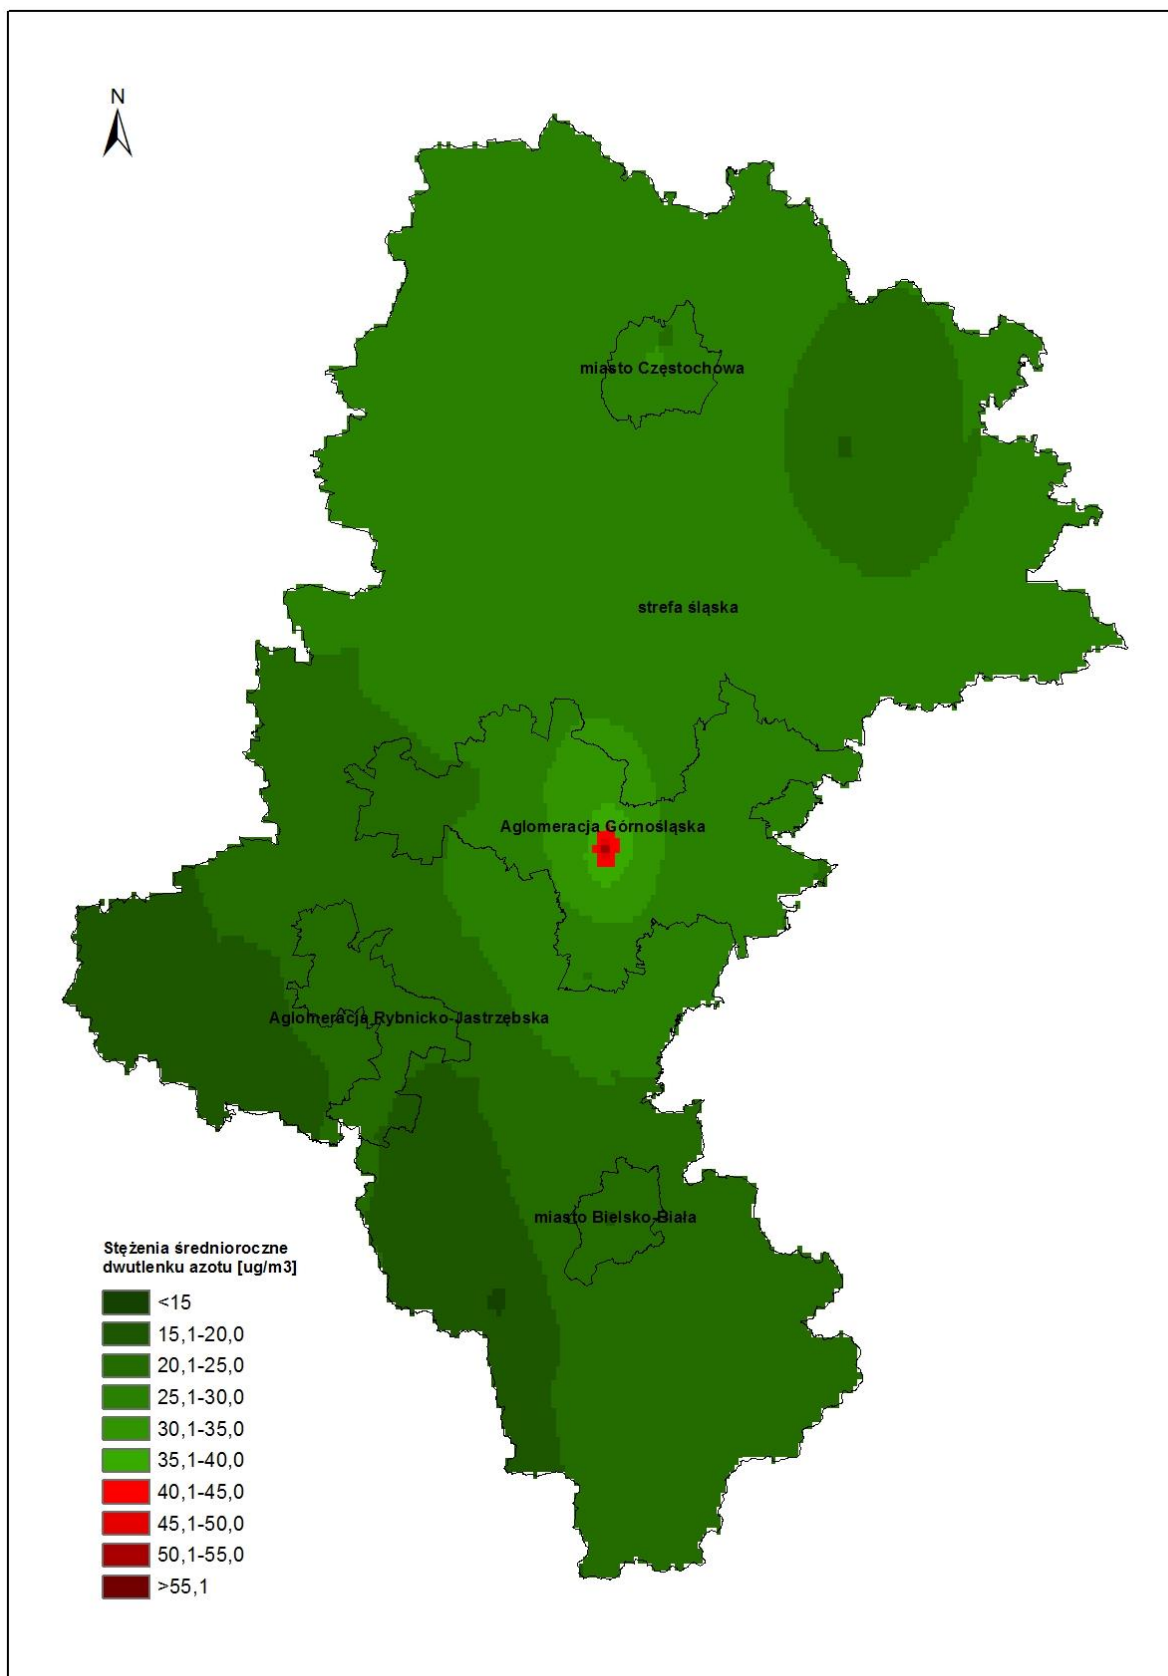 N
miasto Częstochowa
strefa śląska
Aglomeracja Górnośląska
Aglomeracja Rybnicko-Jastrzębska
miasto Bielsko-Biała
Stężenia średnioroczne
dwutlenku azotu [ug/m3]
<15
15,1-20,0
20,1-25,0
25,1-30,0
30,1-35,0
35,1-40,0
40,1-45,0
45,1-50,0
50,1-55,0
>55,1